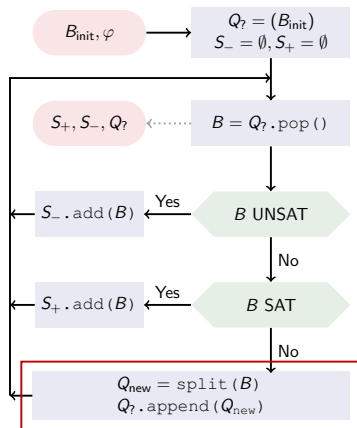 B_init, φ
Q_? = (B_init)
S_− = ∅, S_+ = ∅
S_+, S_−, Q_?
B = Q_?.pop()
S_−.add(B)
Yes
B UNSAT
No
S_+.add(B)
Yes
B SAT
No
Q_new = split(B)
Q_?.append(Q_new)